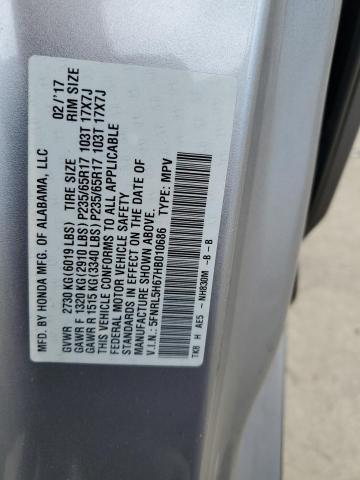 MFD. BY HONDA MFG. OF ALABAMA, LLC 02/'17
GVWR 2730 KG (6019 LBS) TIRE SIZE RIM SIZE
GAWR F 1320 KG (2910 LBS) P235/65R17 103T 17X7J
GAWR R 1515 KG (3340 LBS) P235/65R17 103T 17X7J
THIS VEHICLE CONFORMS TO ALL APPLICABLE
FEDERAL MOTOR VEHICLE SAFETY
STANDARDS IN EFFECT ON THE DATE OF
MANUFACTURE SHOWN ABOVE.
V.I.N.: 5FNRL5H67HB010686 TYPE: MPV
TK8 H AE5 - NH830M -B - B